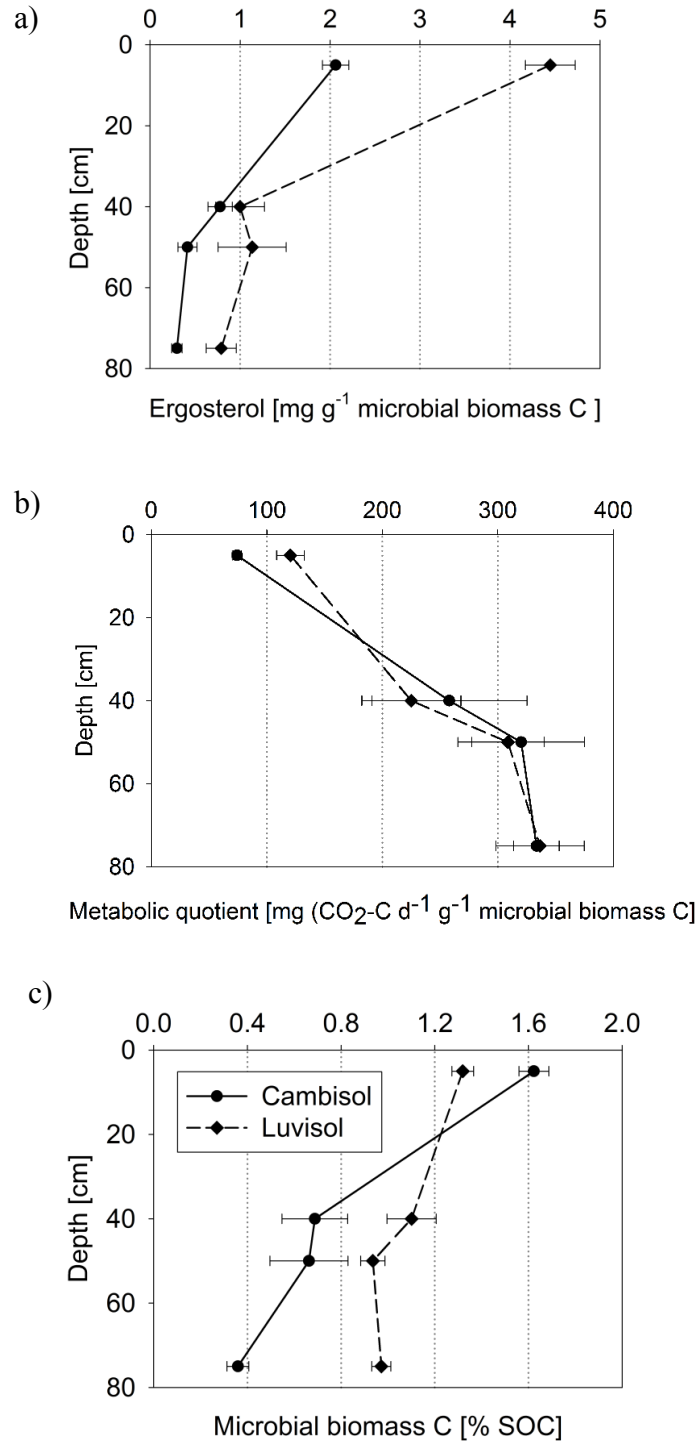 a)
0 1 2 3 4 5
0
20
40
60
80
Depth [cm]
Ergosterol [mg g⁻¹ microbial biomass C ]
b)
0 100 200 300 400
0
20
40
60
80
Depth [cm]
Metabolic quotient [mg (CO₂-C d⁻¹ g⁻¹ microbial biomass C]
c)
0.0 0.4 0.8 1.2 1.6 2.0
0
20
40
60
80
Depth [cm]
Cambisol
Luvisol
Microbial biomass C [% SOC]